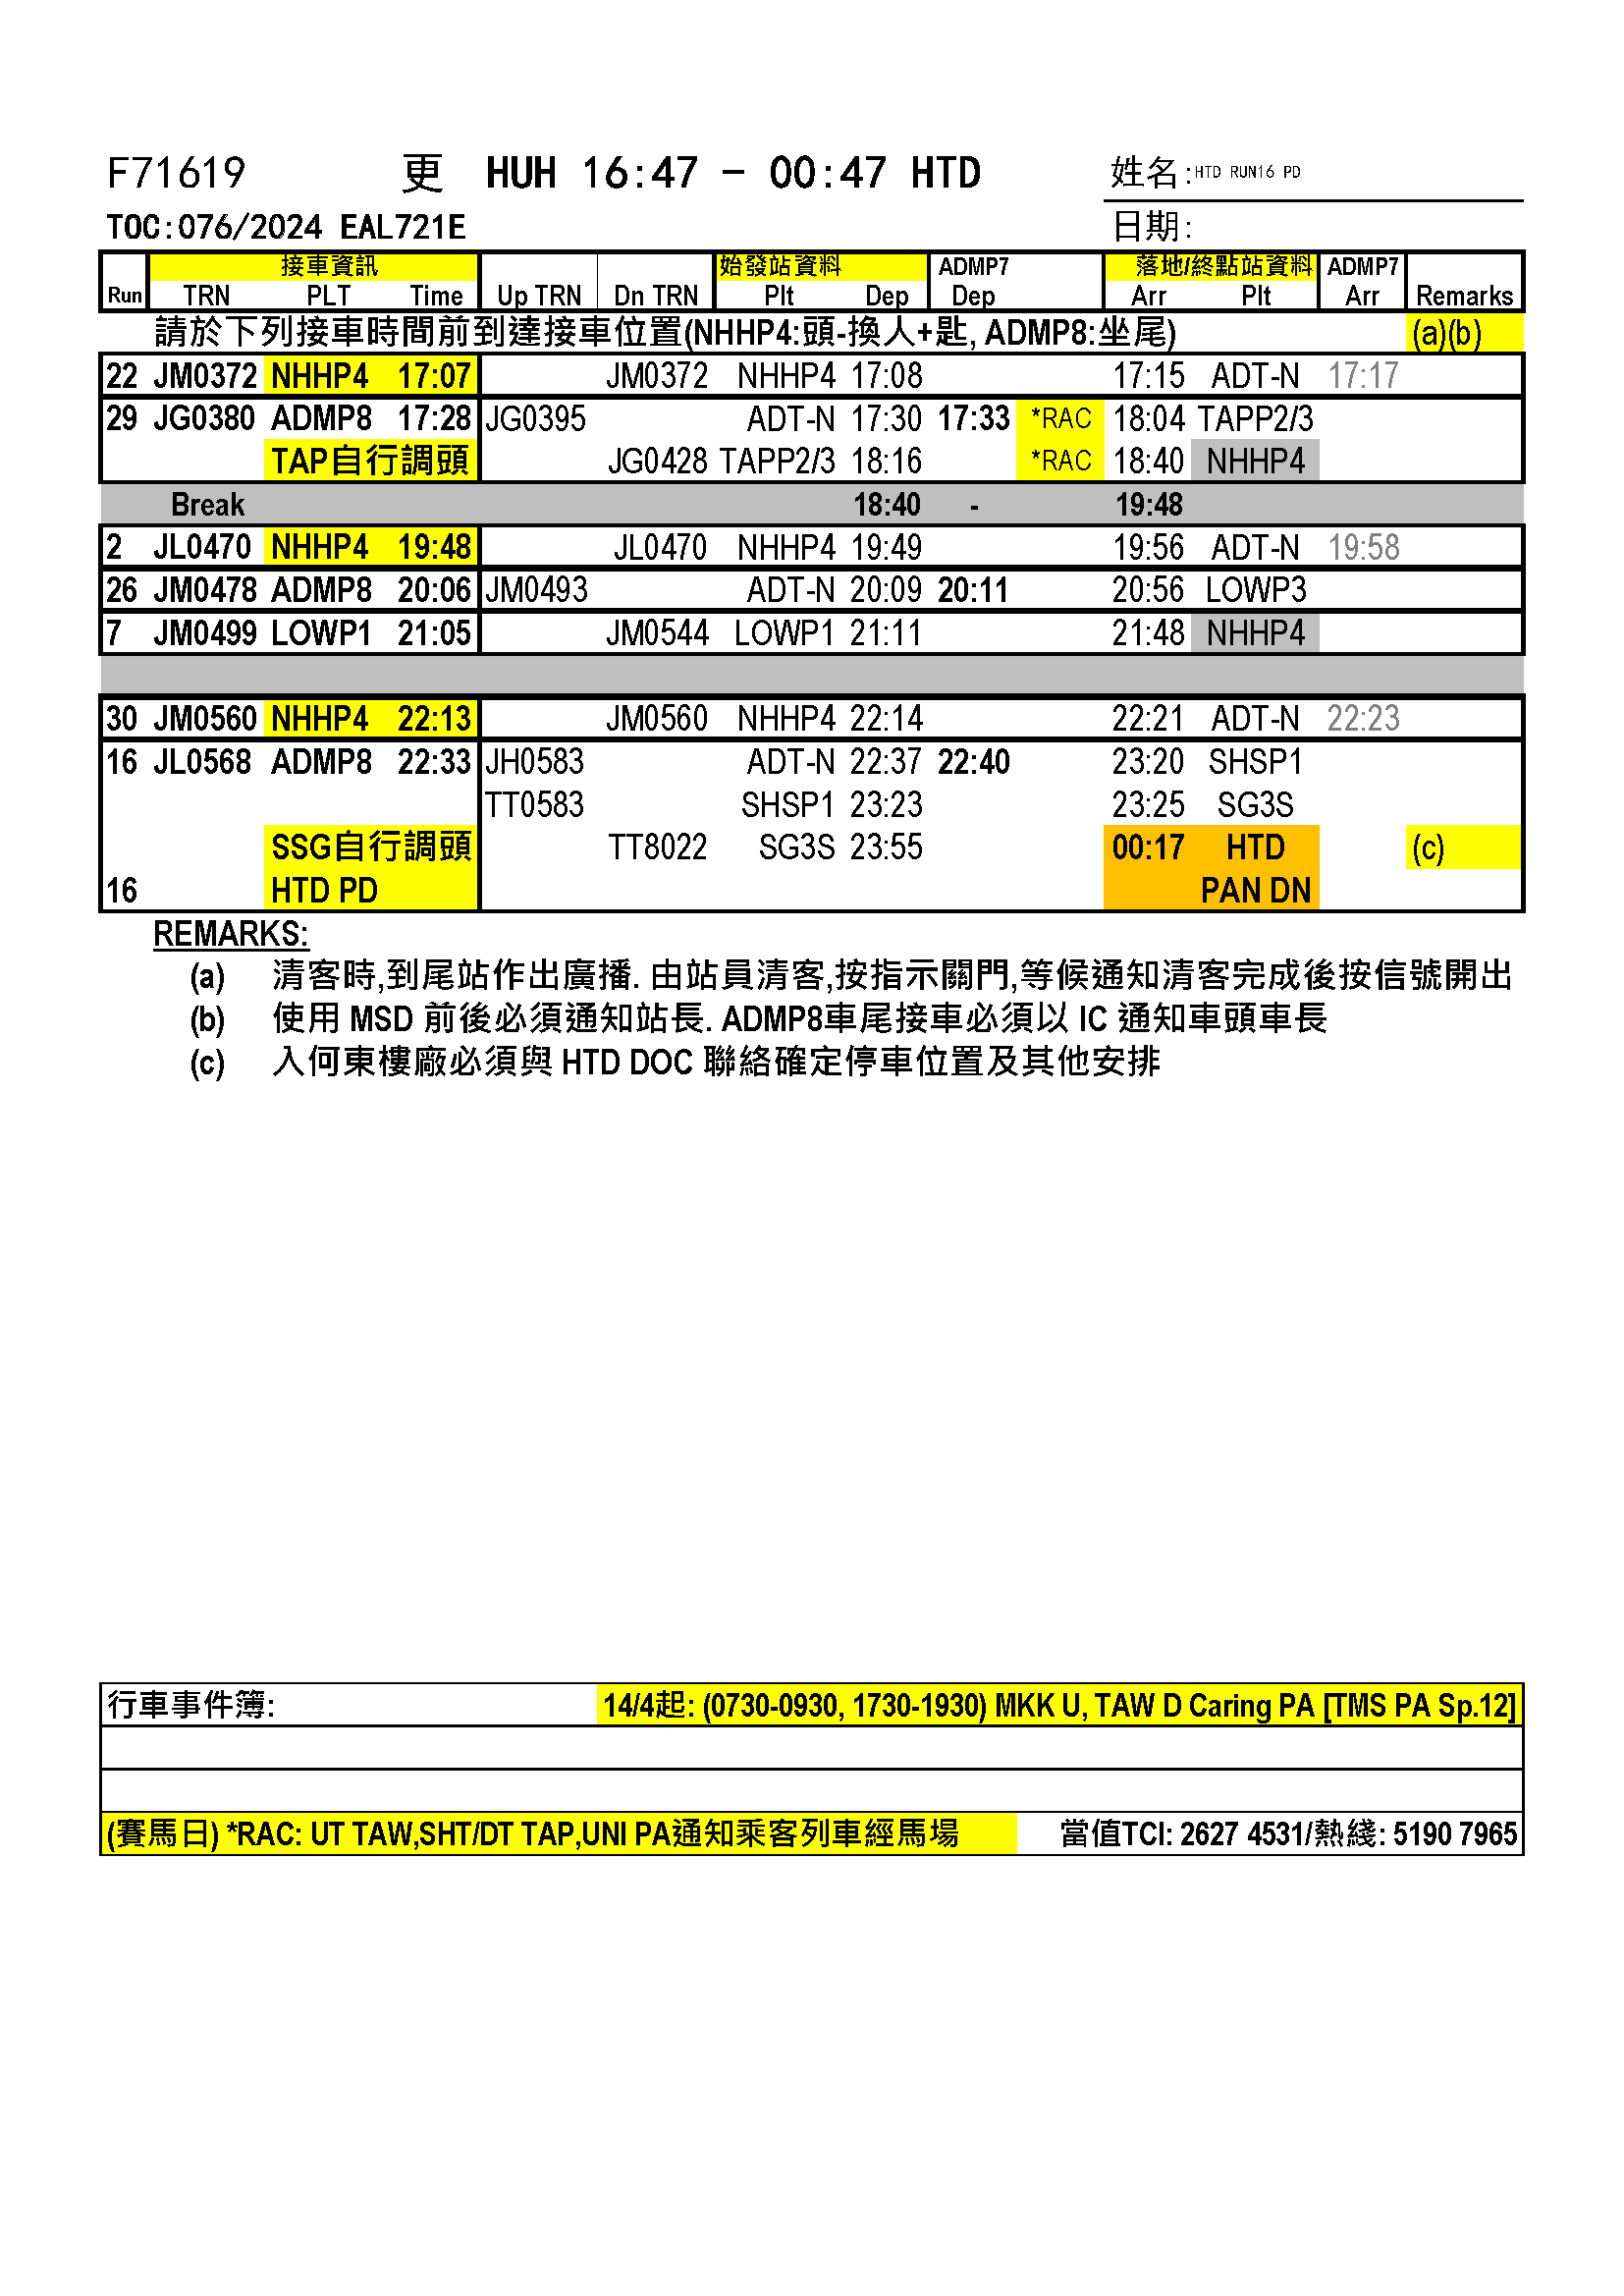 F71619 更 HUH 16:47 - 00:47 HTD 姓名:HTD RUN16 PD
TOC:076/2024 EAL721E 日期:
接車資訊 始發站資料 ADMP7 落地/終點站資料 ADMP7
Run TRN PLT Time Up TRN Dn TRN Plt Dep Dep Arr Plt Arr Remarks
請於下列接車時間前到達接車位置(NHHP4:頭-換人+匙, ADMP8:坐尾) (a)(b)
22 JM0372 NHHP4 17:07 JM0372 NHHP4 17:08 17:15 ADT-N 17:17
29 JG0380 ADMP8 17:28 JG0395 ADT-N 17:30 17:33 *RAC 18:04 TAPP2/3
TAP自行調頭 JG0428 TAPP2/3 18:16 *RAC 18:40 NHHP4
Break 18:40 - 19:48
2 JL0470 NHHP4 19:48 JL0470 NHHP4 19:49 19:56 ADT-N 19:58
26 JM0478 ADMP8 20:06 JM0493 ADT-N 20:09 20:11 20:56 LOWP3
7 JM0499 LOWP1 21:05 JM0544 LOWP1 21:11 21:48 NHHP4
30 JM0560 NHHP4 22:13 JM0560 NHHP4 22:14 22:21 ADT-N 22:23
16 JL0568 ADMP8 22:33 JH0583 ADT-N 22:37 22:40 23:20 SHSP1
TT0583 SHSP1 23:23 23:25 SG3S
SSG自行調頭 TT8022 SG3S 23:55 00:17 HTD (c)
16 HTD PD PAN DN
REMARKS:
(a) 清客時,到尾站作出廣播. 由站員清客,按指示關門,等候通知清客完成後按信號開出
(b) 使用 MSD 前後必須通知站長. ADMP8車尾接車必須以 IC 通知車頭車長
(c) 入何東樓廠必須與 HTD DOC 聯絡確定停車位置及其他安排
行車事件簿: 14/4起: (0730-0930, 1730-1930) MKK U, TAW D Caring PA [TMS PA Sp.12]
(賽馬日) *RAC: UT TAW,SHT/DT TAP,UNI PA通知乘客列車經馬場 當值TCI: 2627 4531/熱綫: 5190 7965